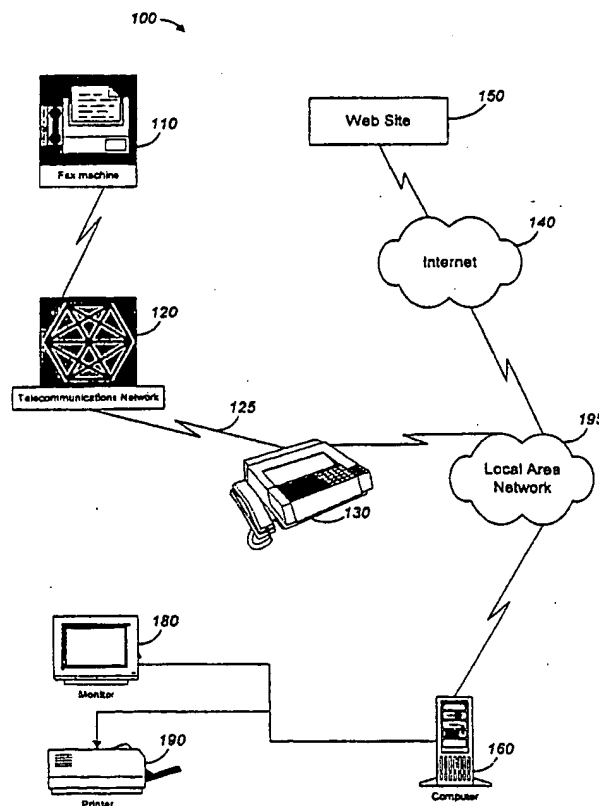 100
110
Fax machine
150
Web Site
140
Internet
120
Telecommunications Network
125
195
Local Area
Network
130
180
Monitor
190
Printer
160
Computer